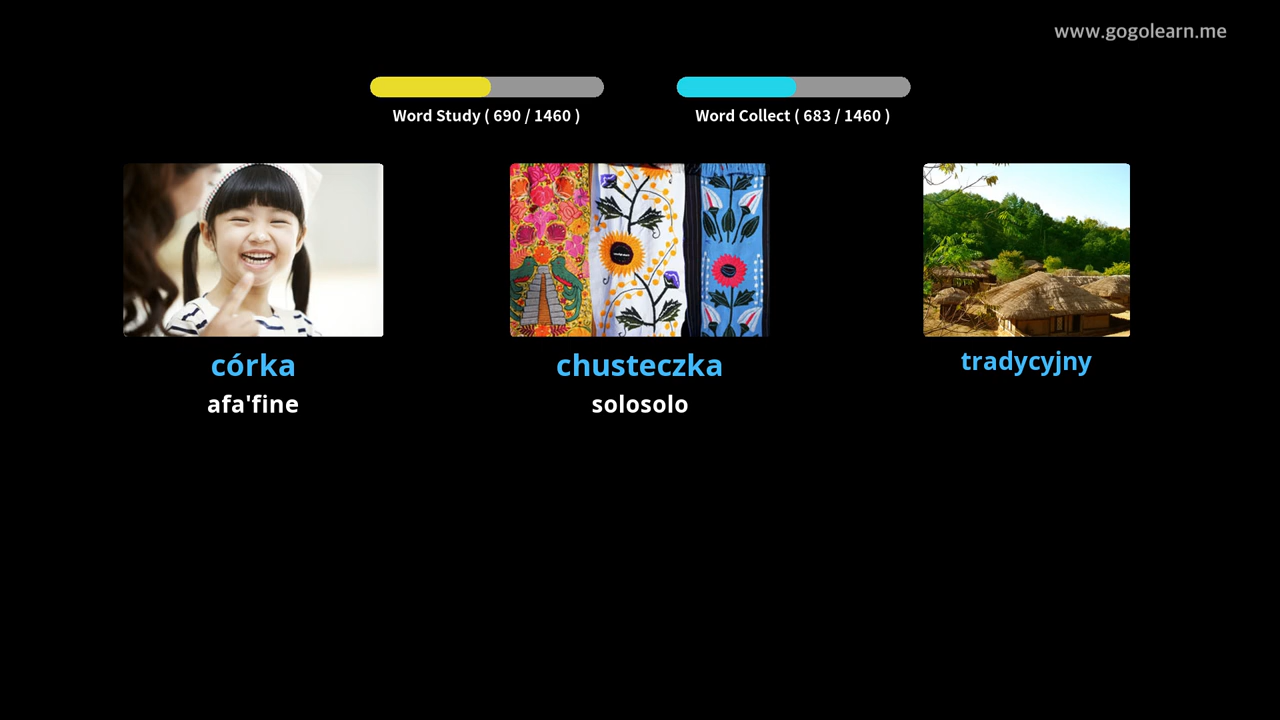 www.gogolearn.me
Word Study ( 690 / 1460 )
Word Collect ( 683 / 1460 )
córka
afa'fine
chusteczka
solosolo
tradycyjny